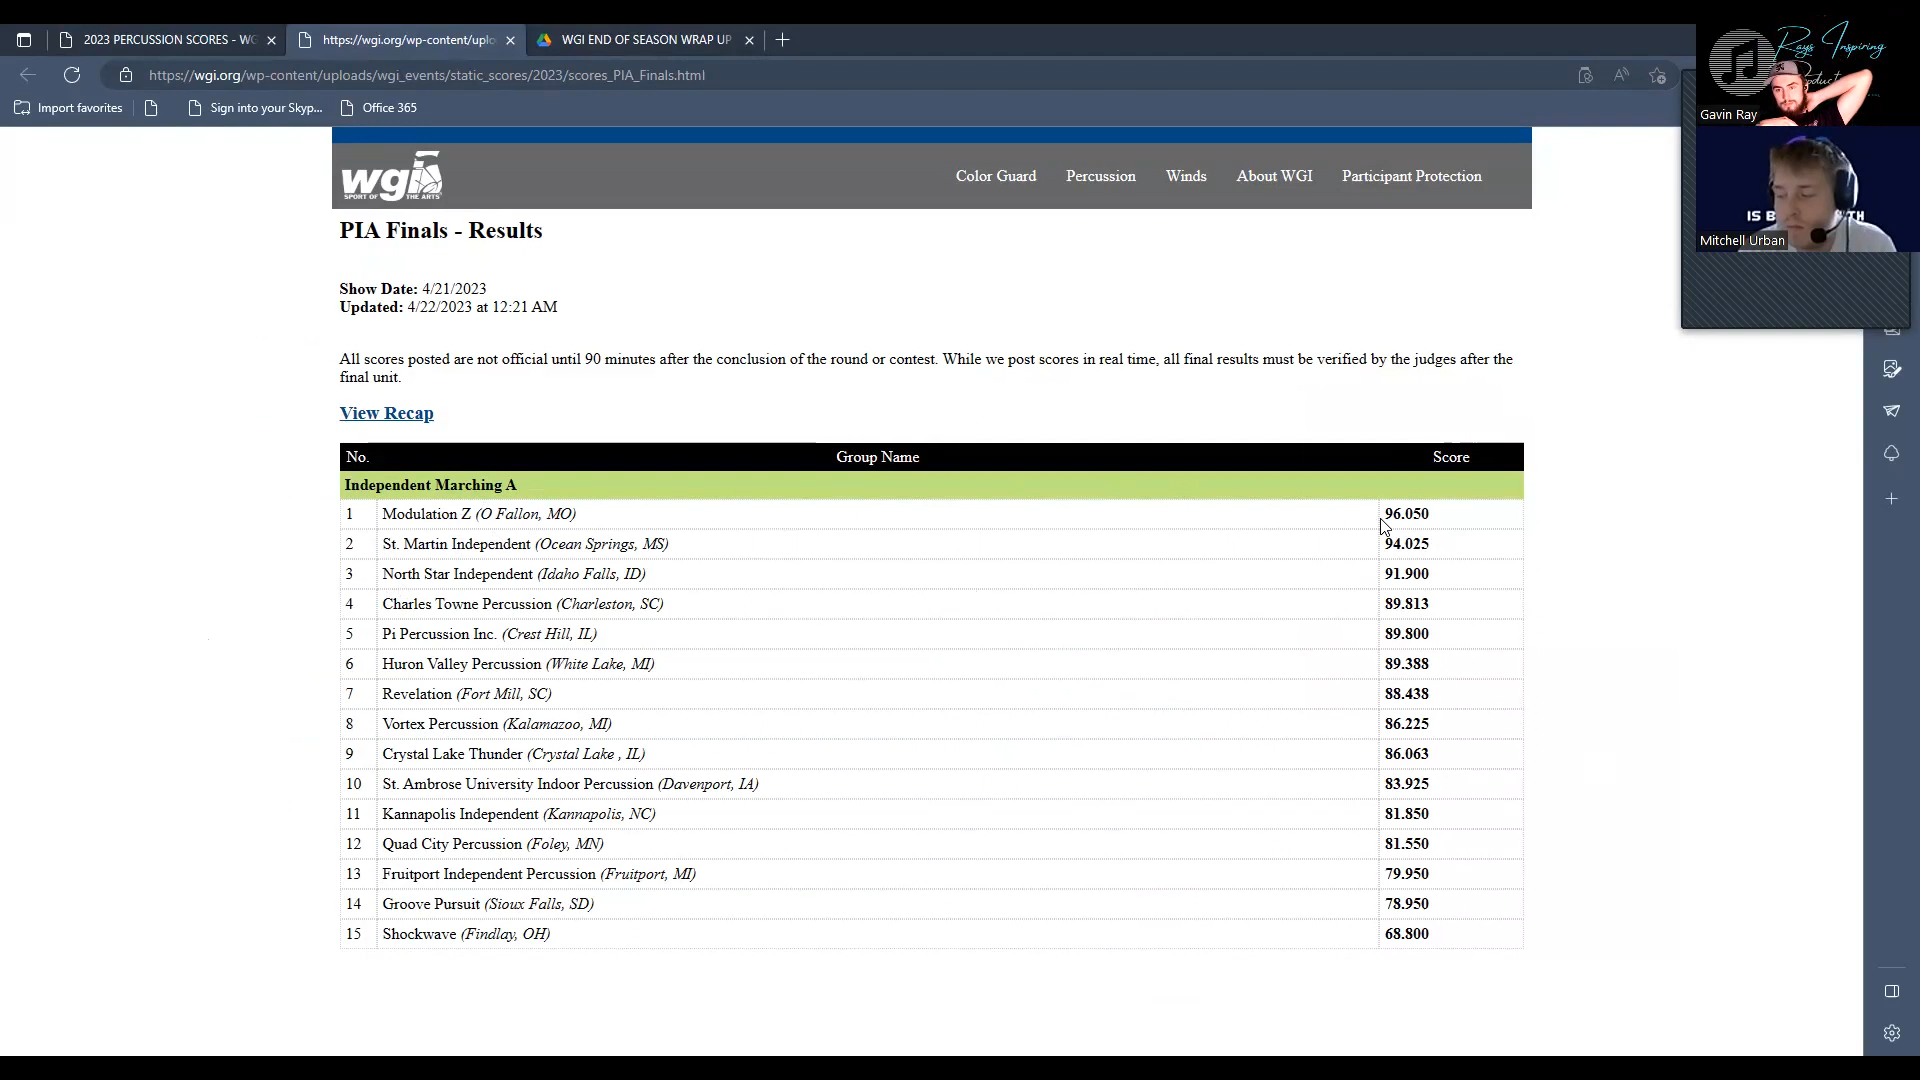 2023 PERCUSSION SCORES - WG
https://wgi.org/wp-content/uplo
WGI END OF SEASON WRAP UP
https://wgi.org/wp-content/uploads/wgi_events/static_scores/2023/scores_PIA_Finals.html
Import favorites
Sign into your Skyp...
Office 365
Rays Inspiring
Gavin Ray
IS B
TH
Mitchell Urban
wgi
SPORT OF THE ARTS
Color Guard
Percussion
Winds
About WGI
Participant Protection
PIA Finals - Results
Show Date: 4/21/2023
Updated: 4/22/2023 at 12:21 AM
All scores posted are not official until 90 minutes after the conclusion of the round or contest. While we post scores in real time, all final results must be verified by the judges after the
final unit.
View Recap
No. Group Name Score
Independent Marching A
1 Modulation Z (O Fallon, MO) 96.050
2 St. Martin Independent (Ocean Springs, MS) 94.025
3 North Star Independent (Idaho Falls, ID) 91.900
4 Charles Towne Percussion (Charleston, SC) 89.813
5 Pi Percussion Inc. (Crest Hill, IL) 89.800
6 Huron Valley Percussion (White Lake, MI) 89.388
7 Revelation (Fort Mill, SC) 88.438
8 Vortex Percussion (Kalamazoo, MI) 86.225
9 Crystal Lake Thunder (Crystal Lake , IL) 86.063
10 St. Ambrose University Indoor Percussion (Davenport, IA) 83.925
11 Kannapolis Independent (Kannapolis, NC) 81.850
12 Quad City Percussion (Foley, MN) 81.550
13 Fruitport Independent Percussion (Fruitport, MI) 79.950
14 Groove Pursuit (Sioux Falls, SD) 78.950
15 Shockwave (Findlay, OH) 68.800